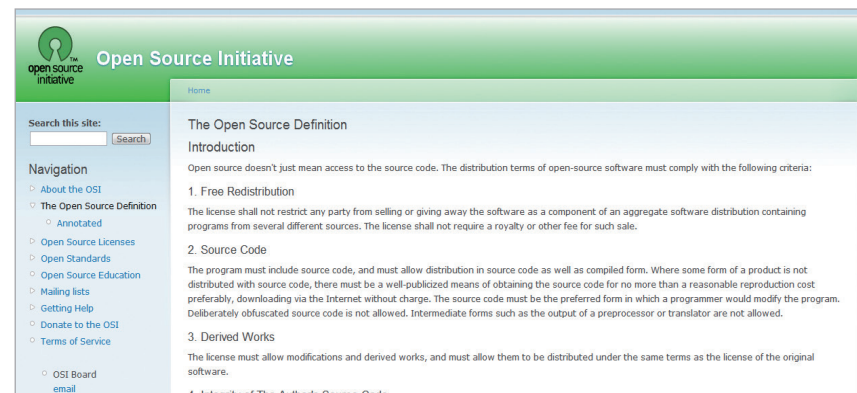 open source
initiative
TM
Open Source Initiative
Home
Search this site:
Search
Navigation
About the OSI
The Open Source Definition
Annotated
Open Source Licenses
Open Standards
Open Source Education
Mailing lists
Getting Help
Donate to the OSI
Terms of Service
OSI Board
email
The Open Source Definition
Introduction
Open source doesn't just mean access to the source code. The distribution terms of open-source software must comply with the following criteria:
1. Free Redistribution
The license shall not restrict any party from selling or giving away the software as a component of an aggregate software distribution containing
programs from several different sources. The license shall not require a royalty or other fee for such sale.
2. Source Code
The program must include source code, and must allow distribution in source code as well as compiled form. Where some form of a product is not
distributed with source code, there must be a well-publicized means of obtaining the source code for no more than a reasonable reproduction cost
preferably, downloading via the Internet without charge. The source code must be the preferred form in which a programmer would modify the program.
Deliberately obfuscated source code is not allowed. Intermediate forms such as the output of a preprocessor or translator are not allowed.
3. Derived Works
The license must allow modifications and derived works, and must allow them to be distributed under the same terms as the license of the original
software.
4. Integrity of The Author's Source Code